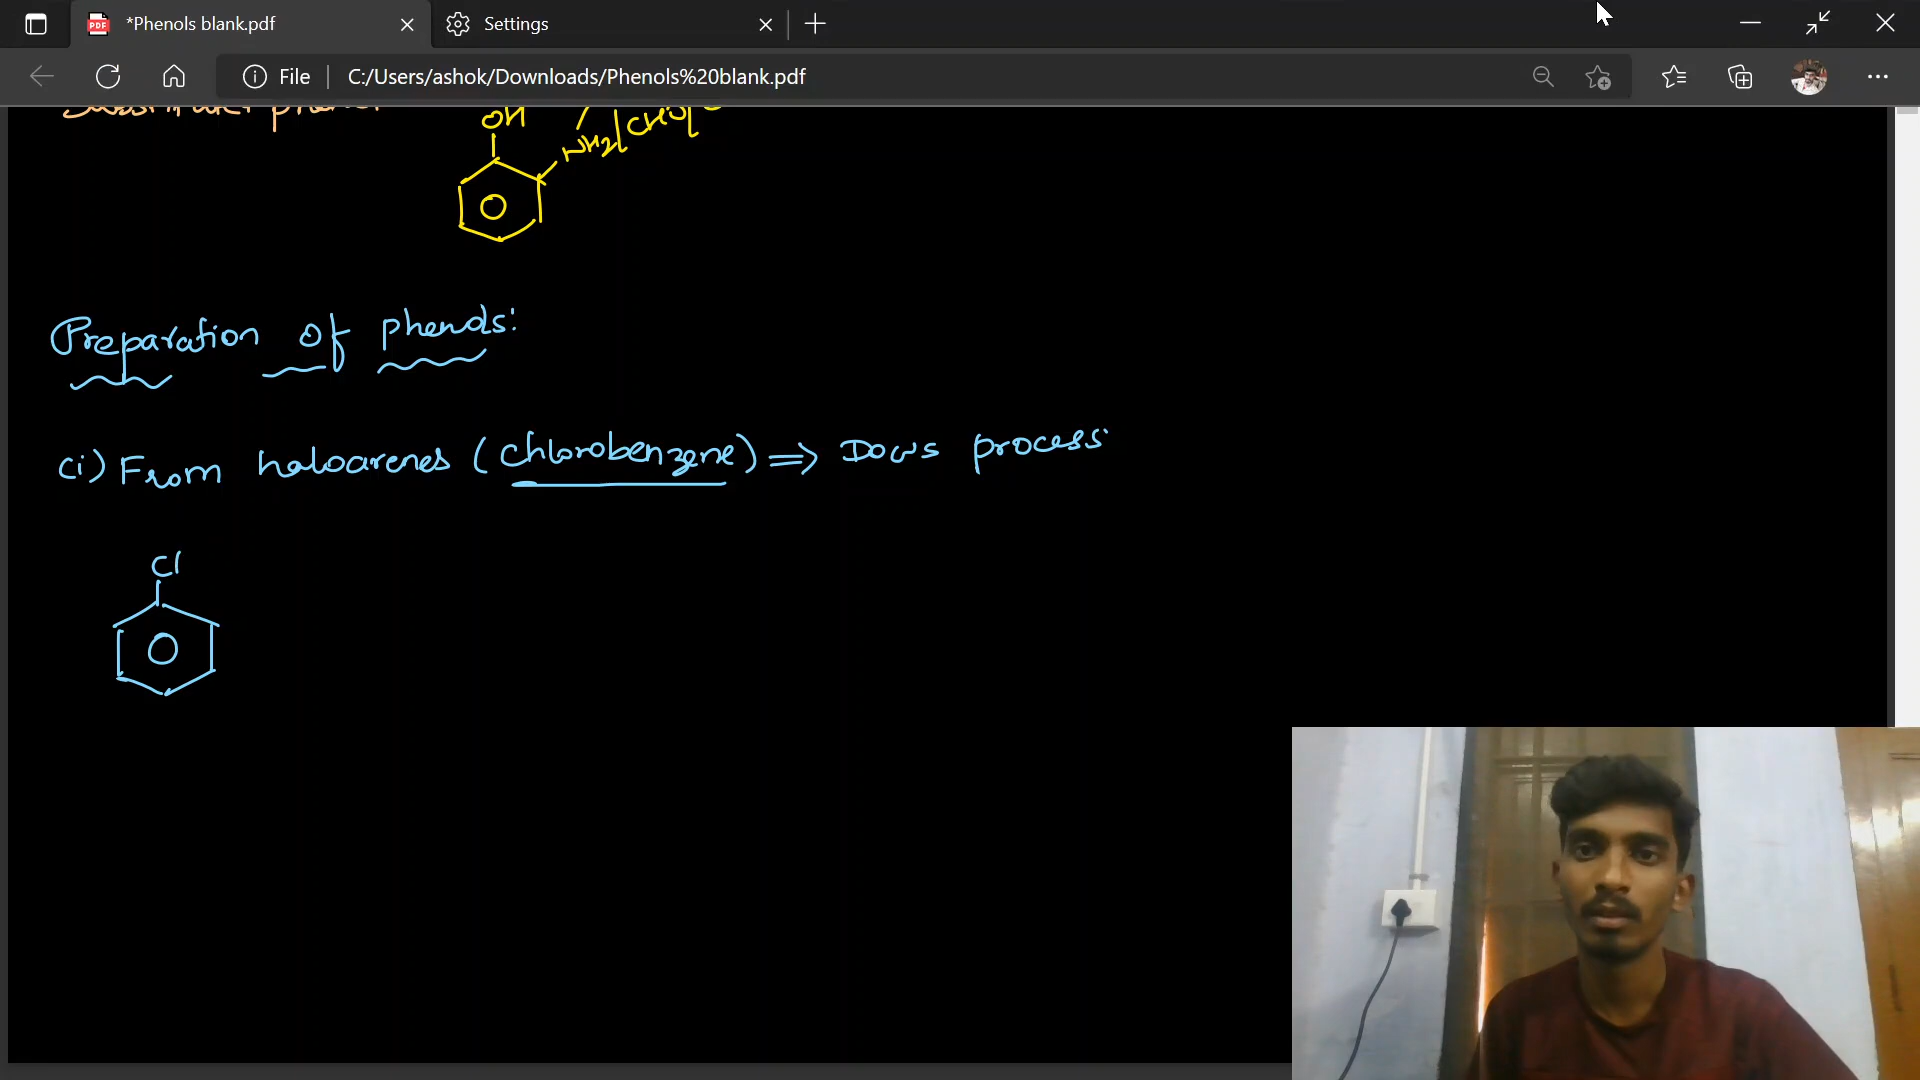 *Phenols blank.pdf
Settings
File
C:/Users/ashok/Downloads/Phenols%20blank.pdf
OH
NH2/CHO/
Preparation of phenols:
(i) From haloarenes (chlorobenzene) ⇒ Dows process
Cl